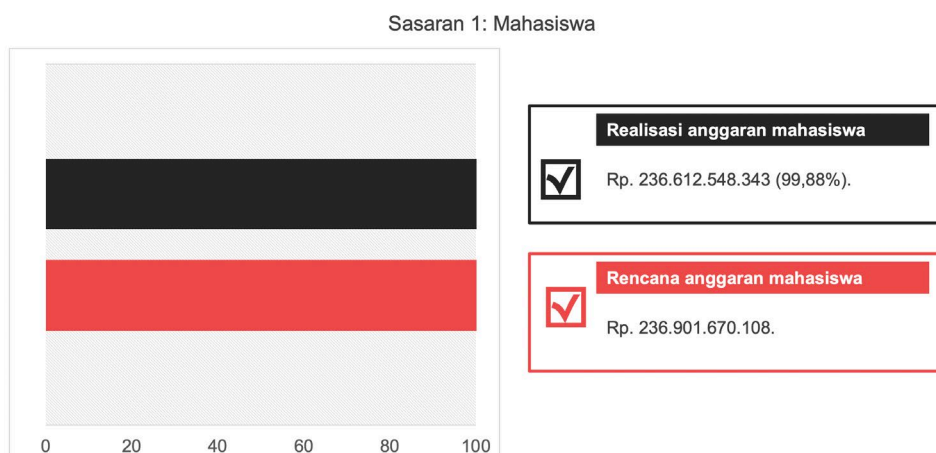 Sasaran 1: Mahasiswa
Realisasi anggaran mahasiswa
Rp. 236.612.548.343 (99,88%).
Rencana anggaran mahasiswa
Rp. 236.901.670.108.
0 20 40 60 80 100